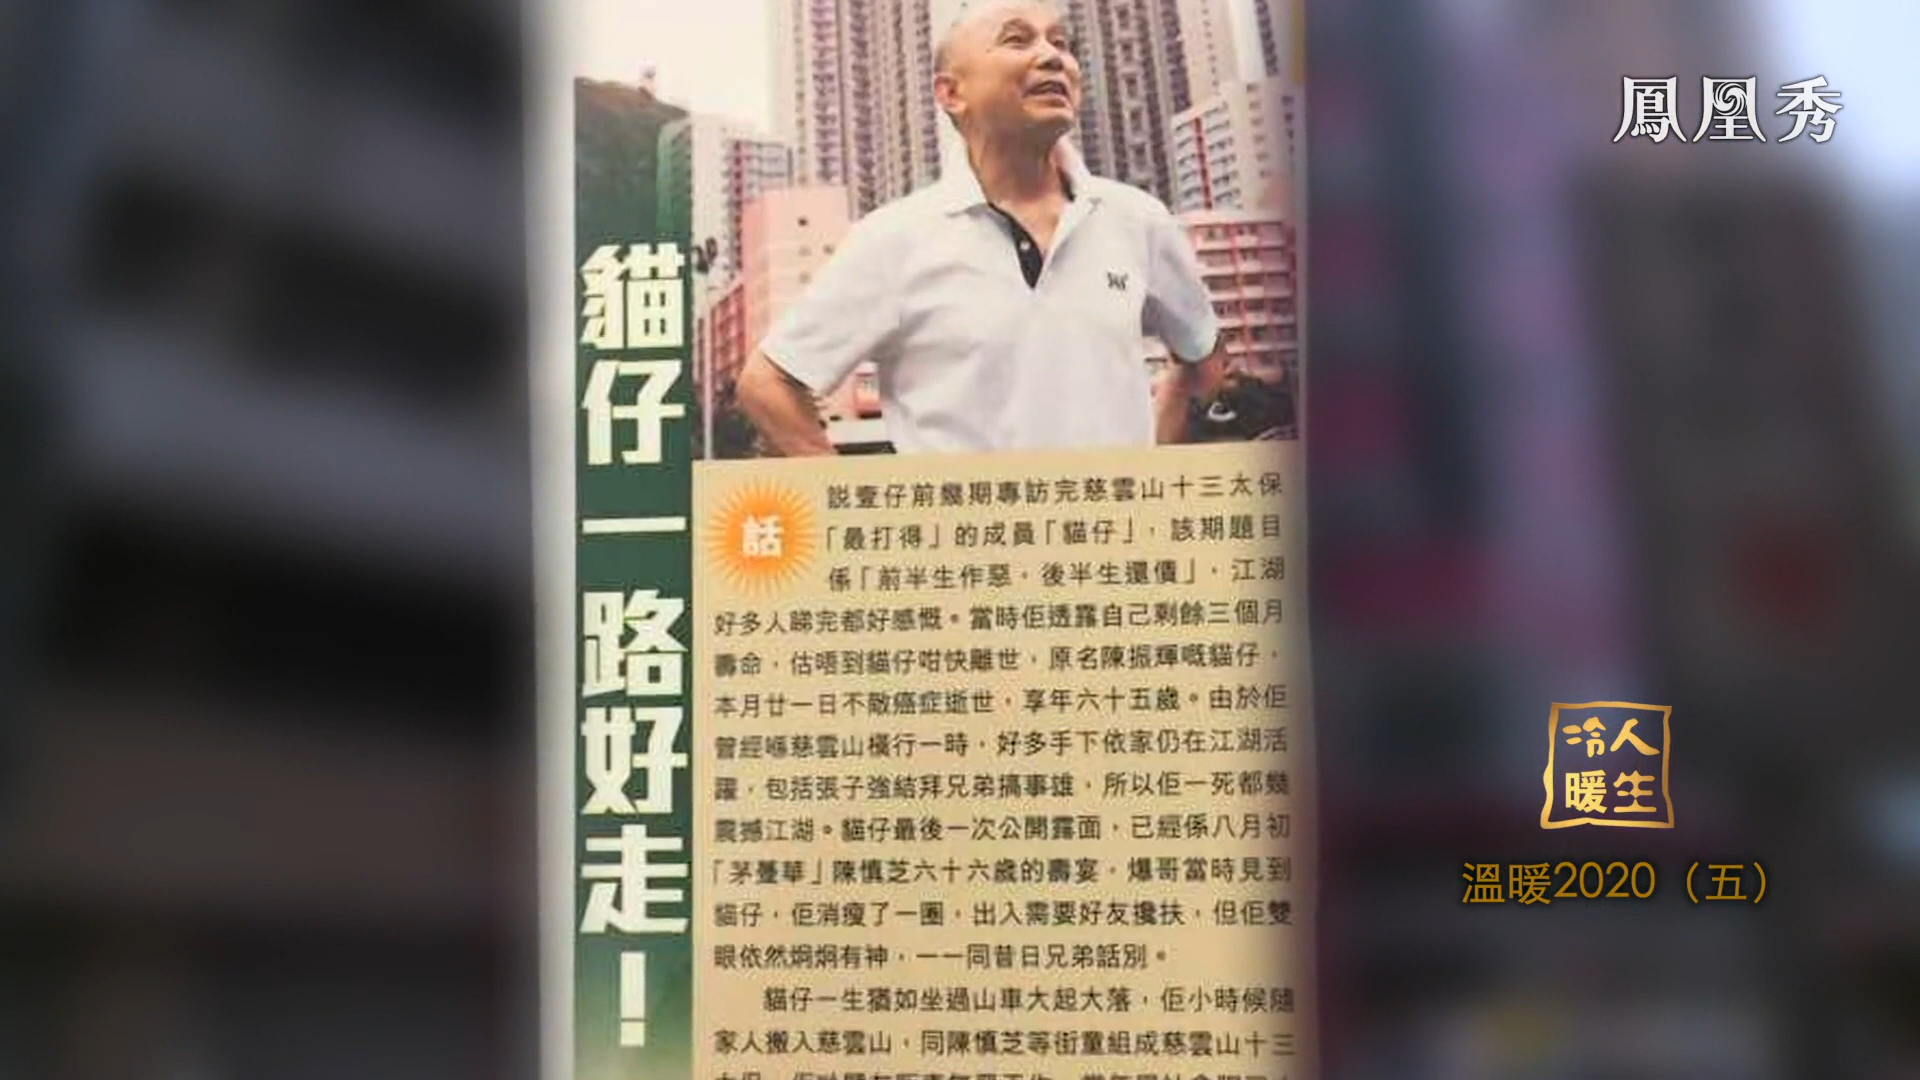 鳳凰秀
貓仔一路好走！
話
説壹仔前幾期專訪完慈雲山十三太保
「最打得」的成員「貓仔」，該期題目
係「前半生作惡，後半生還債」，江湖
好多人睇完都好感慨。當時佢透露自己剩餘三個月
壽命，估唔到貓仔咁快離世，原名陳振輝嘅貓仔，
本月廿一日不敵癌症逝世，享年六十五歲。由於佢
曾經喺慈雲山橫行一時，好多手下依家仍在江湖活
躍，包括張子強結拜兄弟搞事雄，所以佢一死都幾
震撼江湖。貓仔最後一次公開露面，已經係八月初
「茅躉華」陳慎芝六十六歲的壽宴，爆哥當時見到
貓仔，佢消瘦了一圈，出入需要好友攙扶，但佢雙
眼依然炯炯有神，一一同昔日兄弟話別。
貓仔一生猶如坐過山車大起大落，佢小時候隨
家人搬入慈雲山，同陳慎芝等街童組成慈雲山十三
冷人
暖生
溫暖2020（五）